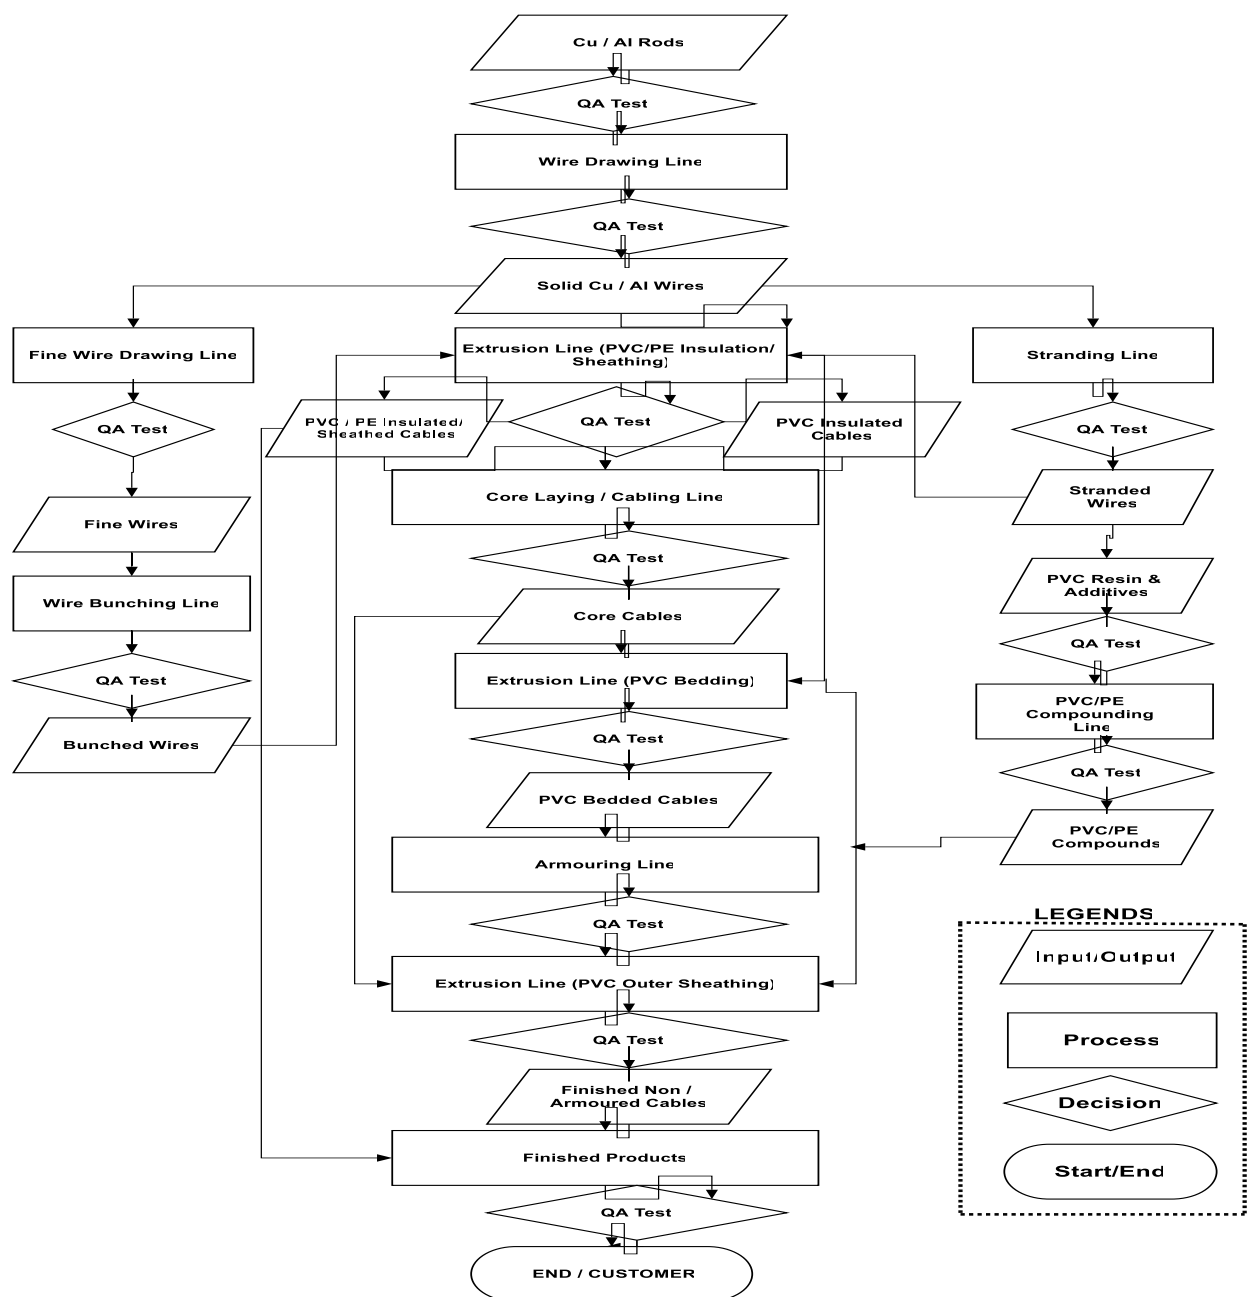 Cu / Al Rods
QA Test
Wire Drawing Line
QA Test
Solid Cu / Al Wires
Fine Wire Drawing Line
Extrusion Line (PVC/PE Insulation/
Sheathing)
Stranding Line
QA Test
PVC / PE Insulated/
Sheathed Cables
QA Test
PVC Insulated
Cables
QA Test
Fine Wires
Core Laying / Cabling Line
Stranded
Wires
QA Test
PVC Resin &
Additives
Wire Bunching Line
Core Cables
QA Test
QA Test
Extrusion Line (PVC Bedding)
PVC/PE
Compounding
Line
Bunched Wires
QA Test
QA Test
PVC Bedded Cables
PVC/PE
Compounds
Armouring Line
QA Test
Extrusion Line (PVC Outer Sheathing)
QA Test
Finished Non /
Armoured Cables
Finished Products
QA Test
END / CUSTOMER
LEGENDS
Input/Output
Process
Decision
Start/End